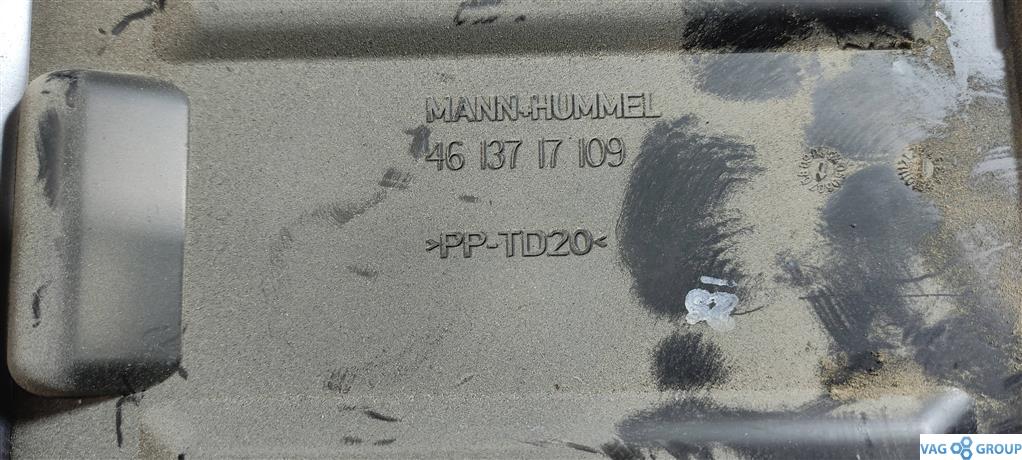 MANN+HUMMEL
46 137 17 109
>PP-TD20<
VAG GROUP